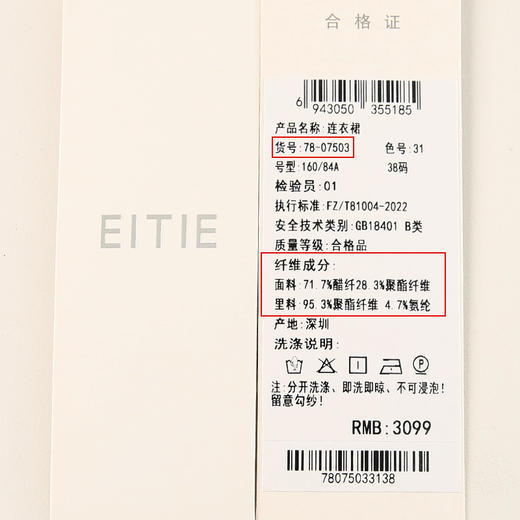 EITIE
合格证
6 943050 355185
产品名称:连衣裙
货号:78-07503 色号:31
号型:160/84A 38码
检验员:01
执行标准:FZ/T81004-2022
安全技术类别:GB18401 B类
质量等级:合格品
纤维成分:
面料:71.7%醋纤28.3%聚酯纤维
里料:95.3%聚酯纤维 4.7%氨纶
产地:深圳
洗涤说明:
P
注:分开洗涤、即洗即晾、不可浸泡!
留意勾纱!
RMB:3099
78075033138